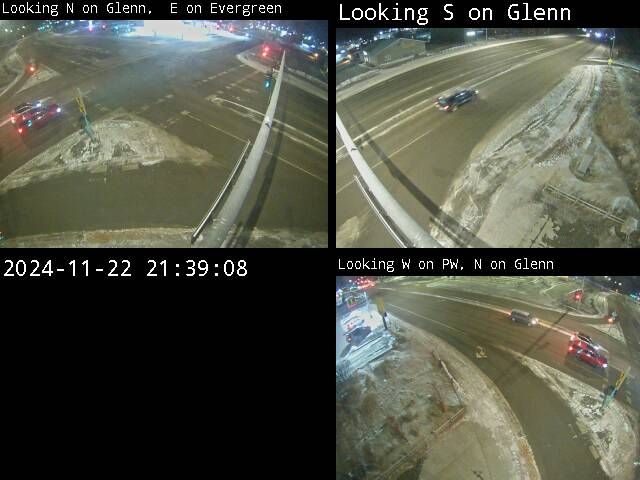 Looking N on Glenn,  E on Evergreen
Looking S on Glenn
2024-11-22 21:39:08
Looking W on PW, N on Glenn